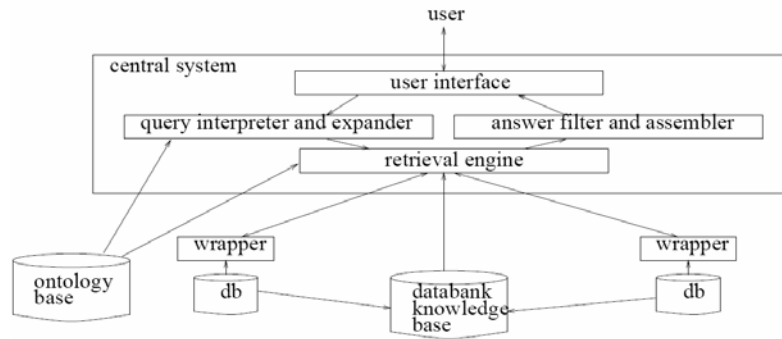 user
central system
user interface
query interpreter and expander
answer filter and assembler
retrieval engine
wrapper
wrapper
ontology
base
db
databank
knowledge
base
db